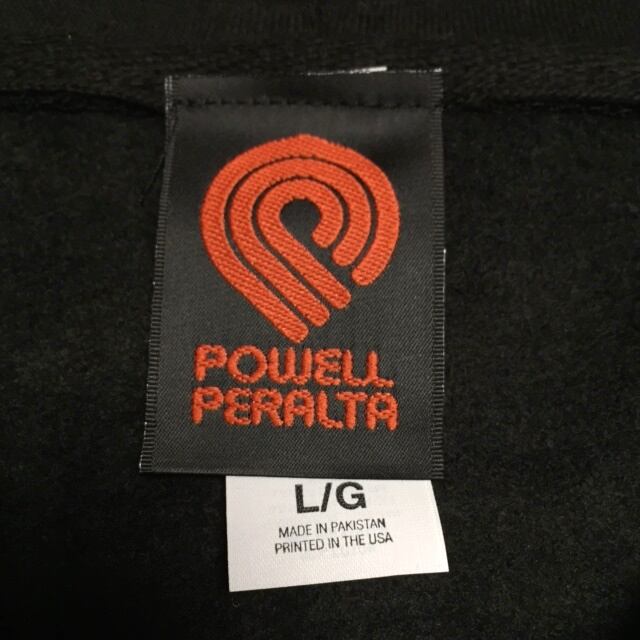 POWELL
PERALTA
L/G
MADE IN PAKISTAN
PRINTED IN THE USA